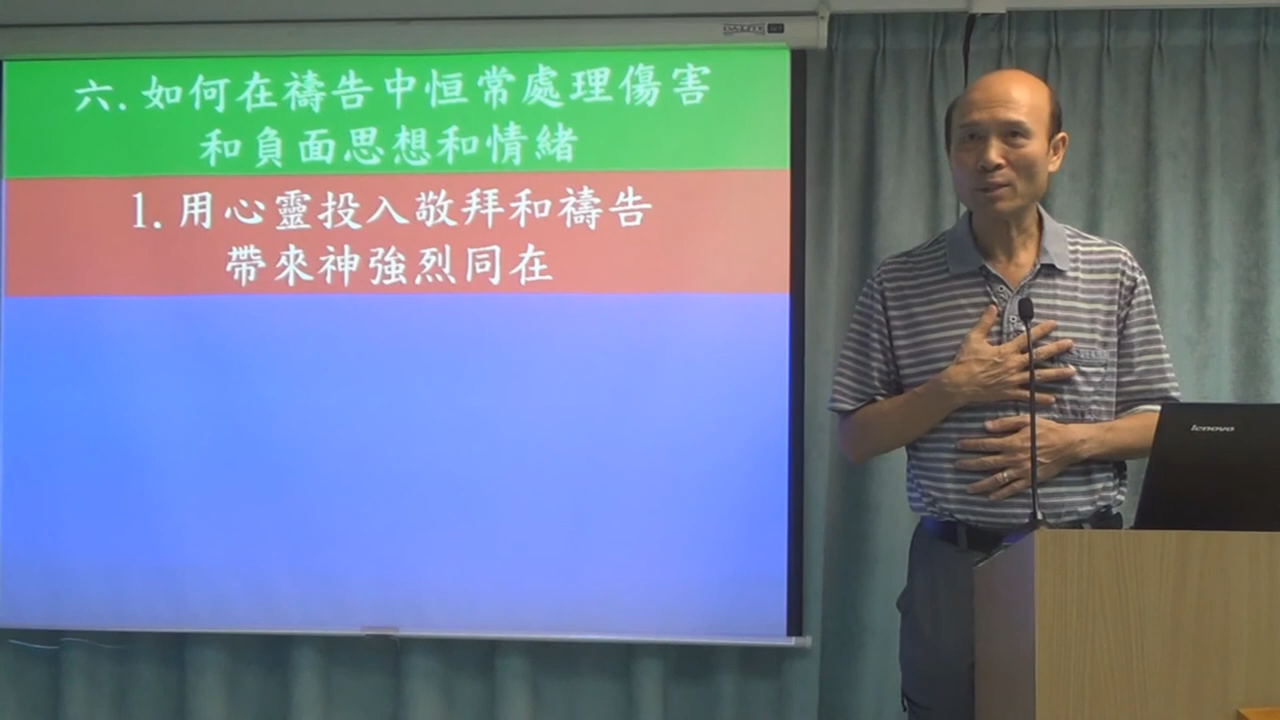 六.如何在禱告中恒常處理傷害
和負面思想和情緒
1.用心靈投入敬拜和禱告
帶來神強烈同在
DA-LITE
lenovo